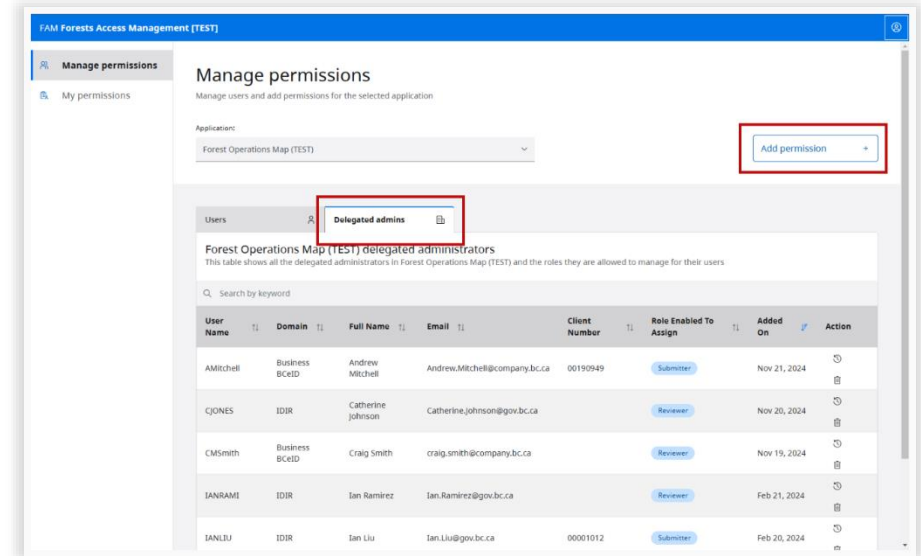 FAM Forests Access Management [TEST]
Manage permissions
My permissions
Manage permissions
Manage users and add permissions for the selected application
Application:
Forest Operations Map (TEST)
Add permission +
Users
Delegated admins
Forest Operations Map (TEST) delegated administrators
This table shows all the delegated administrators in Forest Operations Map (TEST) and the roles they are allowed to manage for their users
Search by keyword
User Name Domain Full Name Email Client Number Role Enabled To Assign Added On Action
AMitchell Business BCeID Andrew Mitchell Andrew.Mitchell@company.bc.ca 00190949 Submitter Nov 21, 2024
CJONES IDIR Catherine Johnson Catherine.johnson@gov.bc.ca Reviewer Nov 20, 2024
CMSmith Business BCeID Craig Smith craig.smith@company.bc.ca Reviewer Nov 19, 2024
IANRAMI IDIR Ian Ramirez Ian.Ramirez@gov.bc.ca Reviewer Feb 21, 2024
IANLIU IDIR Ian Liu Ian.Liu@gov.bc.ca 00001012 Submitter Feb 20, 2024